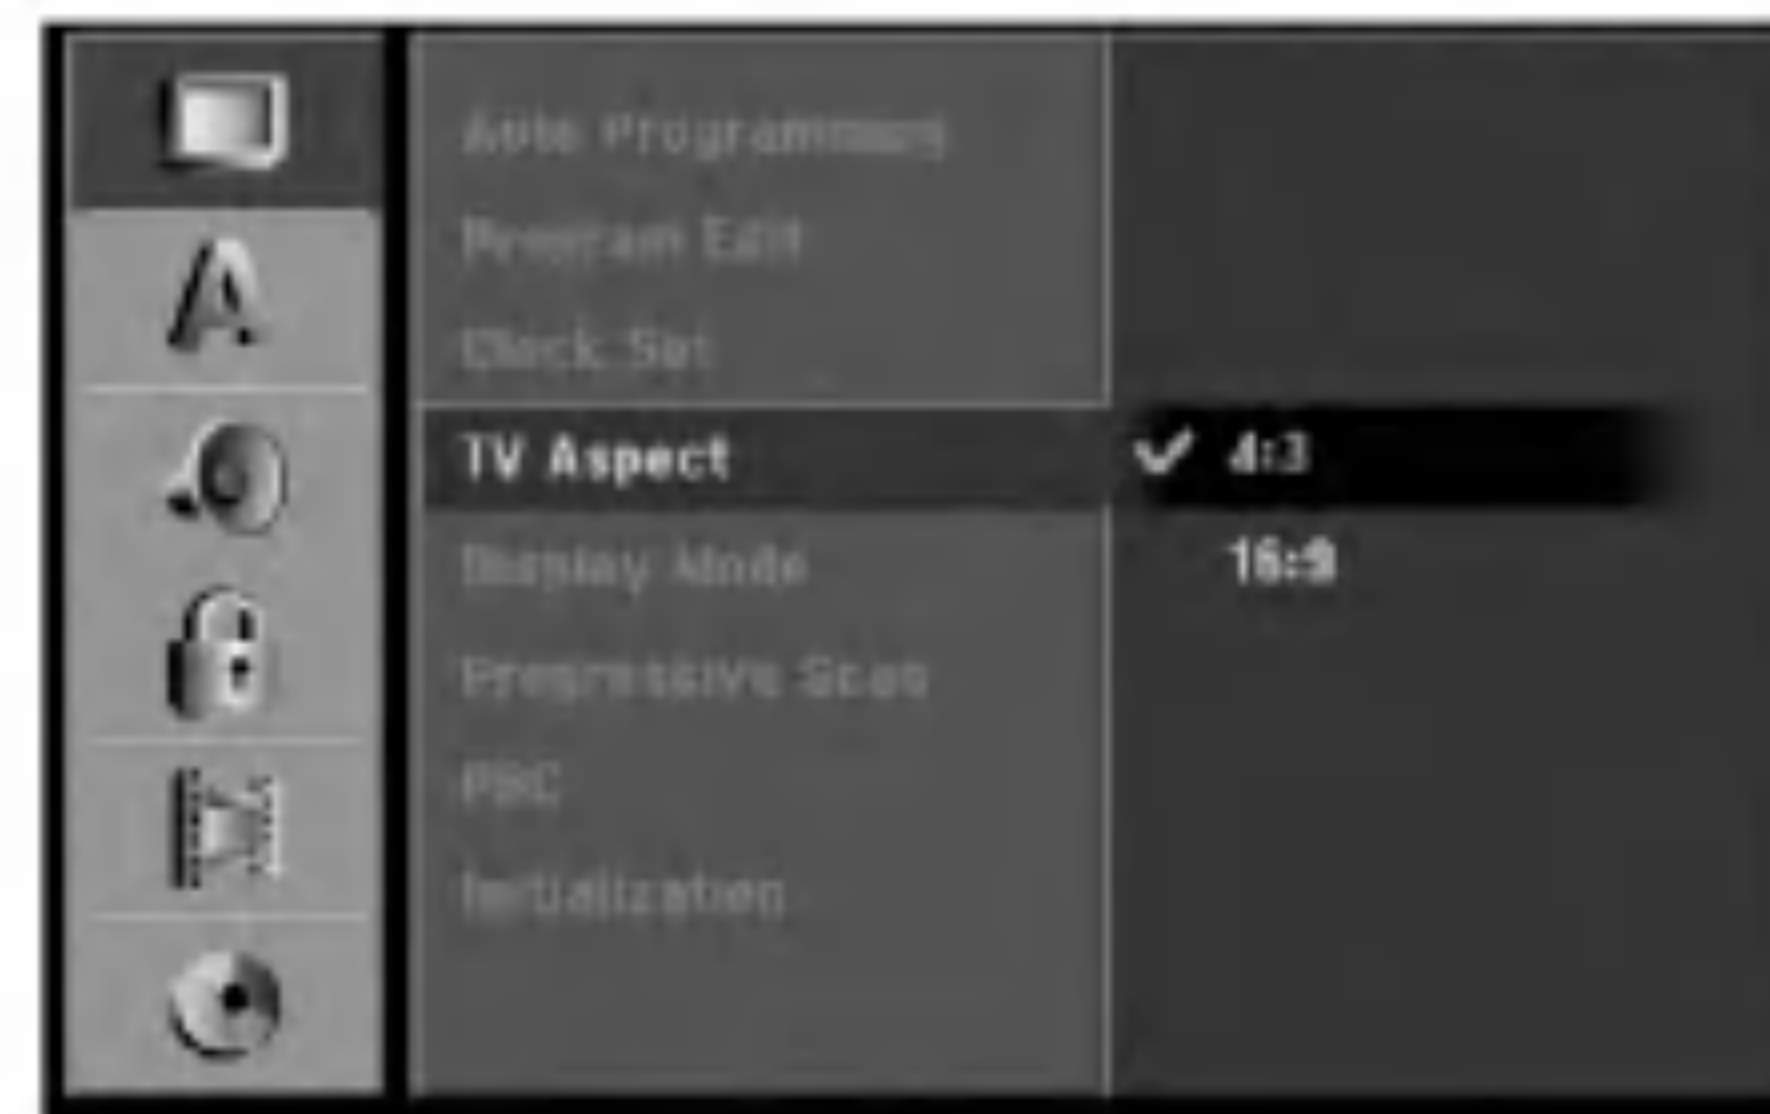 Auto Programming
Program Edit
Clock Set
TV Aspect
4:3
16:9
Display Mode
Progressive Scan
PBC
Initialization